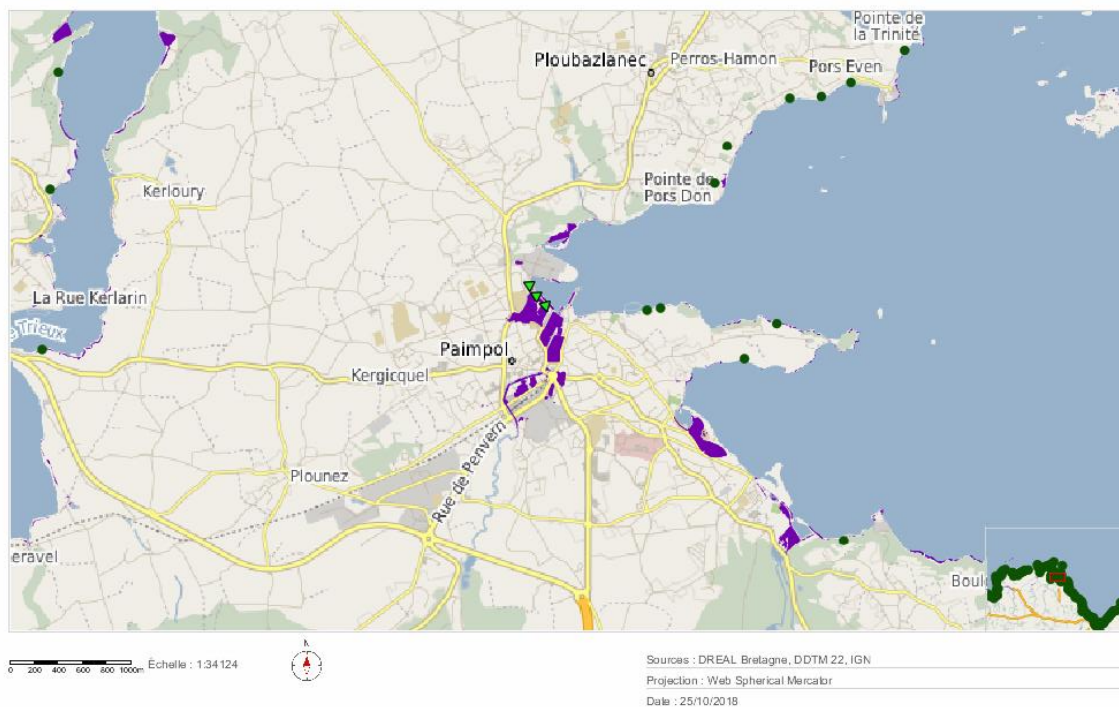 Pointe de
la Trinité
Ploubazlanec
Perros-Hamon
Pors Even
Kerloury
Pointe de
Pors Don
La Rue Kerlarin
Trieux
Paimpol
Kergicquel
Rue de Penvern
Plounez
eravel
Boul
0 200 400 600 800 1000m
Échelle : 1:34124
N
Sources : DREAL Bretagne, DDTM 22, IGN
Projection : Web Spherical Mercator
Date : 25/10/2018